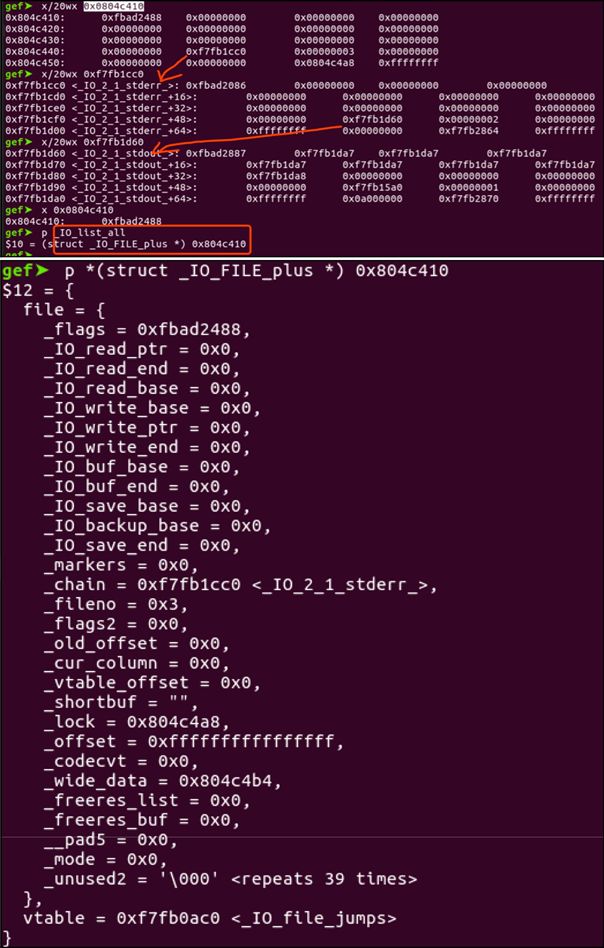 gef➤  x/20wx 0x0804c410
0x804c410:	0xfbad2488	0x00000000	0x00000000	0x00000000
0x804c420:	0x00000000	0x00000000	0x00000000	0x00000000
0x804c430:	0x00000000	0x00000000	0x00000000	0x00000000
0x804c440:	0x00000000	0xf7fb1cc0	0x00000003	0x00000000
0x804c450:	0x00000000	0x00000000	0x0804c4a8	0xffffffff
gef➤  x/20wx 0xf7fb1cc0
0xf7fb1cc0 <_IO_2_1_stderr_>:	0xfbad2086	0x00000000	0x00000000	0x00000000
0xf7fb1cd0 <_IO_2_1_stderr_+16>:	0x00000000	0x00000000	0x00000000	0x00000000
0xf7fb1ce0 <_IO_2_1_stderr_+32>:	0x00000000	0x00000000	0x00000000	0x00000000
0xf7fb1cf0 <_IO_2_1_stderr_+48>:	0x00000000	0xf7fb1d60	0x00000002	0x00000000
0xf7fb1d00 <_IO_2_1_stderr_+64>:	0xffffffff	0x00000000	0xf7fb2864	0xffffffff
gef➤  x/20wx 0xf7fb1d60
0xf7fb1d60 <_IO_2_1_stdout_>:	0xfbad2887	0xf7fb1da7	0xf7fb1da7	0xf7fb1da7
0xf7fb1d70 <_IO_2_1_stdout_+16>:	0xf7fb1da7	0xf7fb1da7	0xf7fb1da7	0xf7fb1da7
0xf7fb1d80 <_IO_2_1_stdout_+32>:	0xf7fb1da8	0x00000000	0x00000000	0x00000000
0xf7fb1d90 <_IO_2_1_stdout_+48>:	0x00000000	0xf7fb15a0	0x00000001	0x00000000
0xf7fb1da0 <_IO_2_1_stdout_+64>:	0xffffffff	0x0a000000	0xf7fb2870	0xffffffff
gef➤  x 0x0804c410
0x804c410:	0xfbad2488
gef➤  p _IO_list_all
$10 = (struct _IO_FILE_plus *) 0x804c410
gef➤  p *(struct _IO_FILE_plus *) 0x804c410
$12 = {
  file = {
    _flags = 0xfbad2488,
    _IO_read_ptr = 0x0,
    _IO_read_end = 0x0,
    _IO_read_base = 0x0,
    _IO_write_base = 0x0,
    _IO_write_ptr = 0x0,
    _IO_write_end = 0x0,
    _IO_buf_base = 0x0,
    _IO_buf_end = 0x0,
    _IO_save_base = 0x0,
    _IO_backup_base = 0x0,
    _IO_save_end = 0x0,
    _markers = 0x0,
    _chain = 0xf7fb1cc0 <_IO_2_1_stderr_>,
    _fileno = 0x3,
    _flags2 = 0x0,
    _old_offset = 0x0,
    _cur_column = 0x0,
    _vtable_offset = 0x0,
    _shortbuf = "",
    _lock = 0x804c4a8,
    _offset = 0xffffffffffffffff,
    _codecvt = 0x0,
    _wide_data = 0x804c4b4,
    _freeres_list = 0x0,
    _freeres_buf = 0x0,
    __pad5 = 0x0,
    _mode = 0x0,
    _unused2 = '\000' <repeats 39 times>
  },
  vtable = 0xf7fb0ac0 <_IO_file_jumps>
}